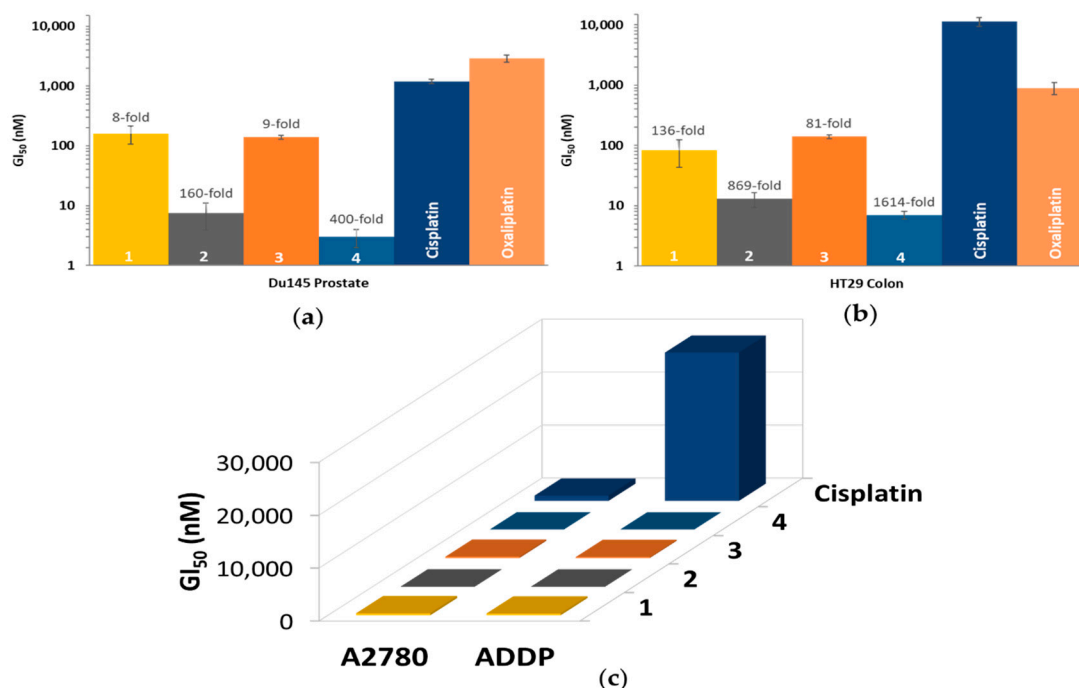 10,000
1,000
100
10
1
GI50 (nM)
8-fold
160-fold
9-fold
400-fold
1
2
3
4
Cisplatin
Oxaliplatin
Du145 Prostate
(a)
10,000
1,000
100
10
1
GI50 (nM)
136-fold
869-fold
81-fold
1614-fold
1
2
3
4
Cisplatin
Oxaliplatin
HT29 Colon
(b)
30,000
20,000
10,000
0
GI50 (nM)
Cisplatin
4
3
2
1
A2780 ADDP
(c)